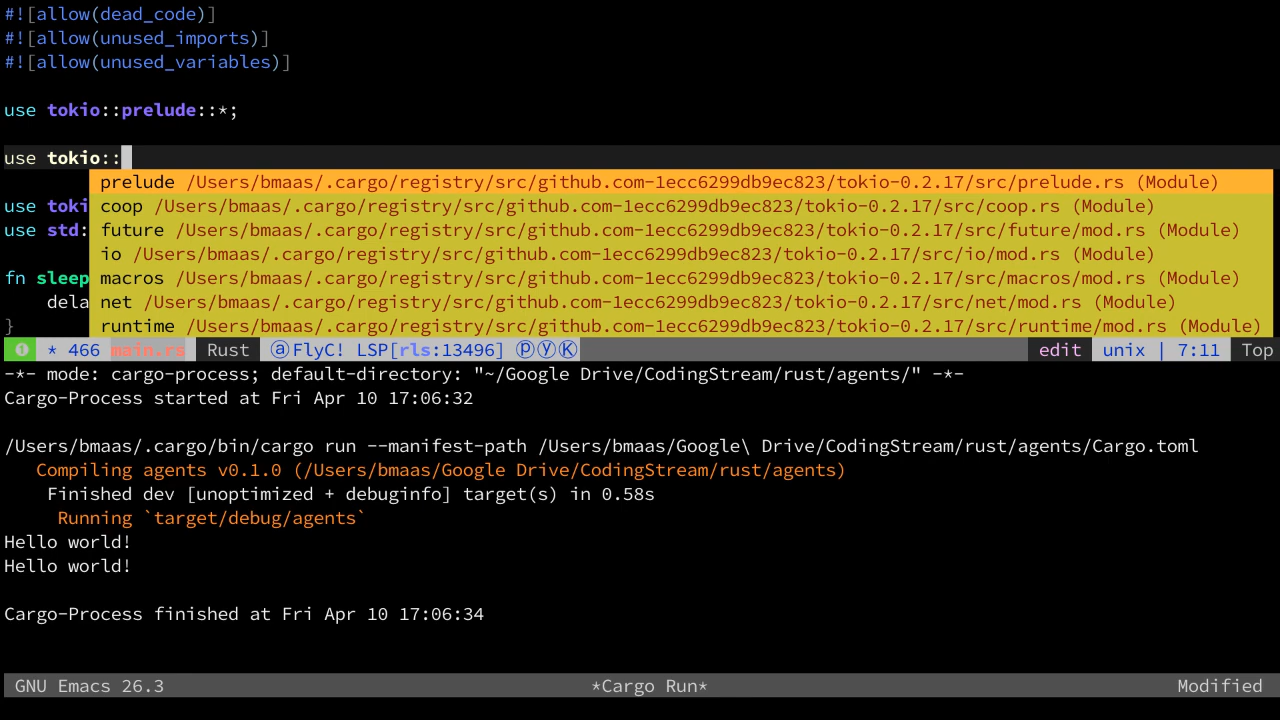 #![allow(dead_code)]
#![allow(unused_imports)]
#![allow(unused_variables)]
use tokio::prelude::*;
use tokio::
prelude /Users/bmaas/.cargo/registry/src/github.com-1ecc6299db9ec823/tokio-0.2.17/src/prelude.rs (Module)
coop /Users/bmaas/.cargo/registry/src/github.com-1ecc6299db9ec823/tokio-0.2.17/src/coop.rs (Module)
use toki future /Users/bmaas/.cargo/registry/src/github.com-1ecc6299db9ec823/tokio-0.2.17/src/future/mod.rs (Module)
use std: io /Users/bmaas/.cargo/registry/src/github.com-1ecc6299db9ec823/tokio-0.2.17/src/io/mod.rs (Module)
fn sleep macros /Users/bmaas/.cargo/registry/src/github.com-1ecc6299db9ec823/tokio-0.2.17/src/macros/mod.rs (Module)
dela net /Users/bmaas/.cargo/registry/src/github.com-1ecc6299db9ec823/tokio-0.2.17/src/net/mod.rs (Module)
} runtime /Users/bmaas/.cargo/registry/src/github.com-1ecc6299db9ec823/tokio-0.2.17/src/runtime/mod.rs (Module)
❶ * 466 main.rs Rust ⓐFlyC! LSP[rls:13496] ⓟⓨⓀ edit unix | 7:11 Top
-*- mode: cargo-process; default-directory: "~/Google Drive/CodingStream/rust/agents/" -*-
Cargo-Process started at Fri Apr 10 17:06:32
/Users/bmaas/.cargo/bin/cargo run --manifest-path /Users/bmaas/Google\ Drive/CodingStream/rust/agents/Cargo.toml
Compiling agents v0.1.0 (/Users/bmaas/Google Drive/CodingStream/rust/agents)
Finished dev [unoptimized + debuginfo] target(s) in 0.58s
Running `target/debug/agents`
Hello world!
Hello world!
Cargo-Process finished at Fri Apr 10 17:06:34
GNU Emacs 26.3 *Cargo Run* Modified